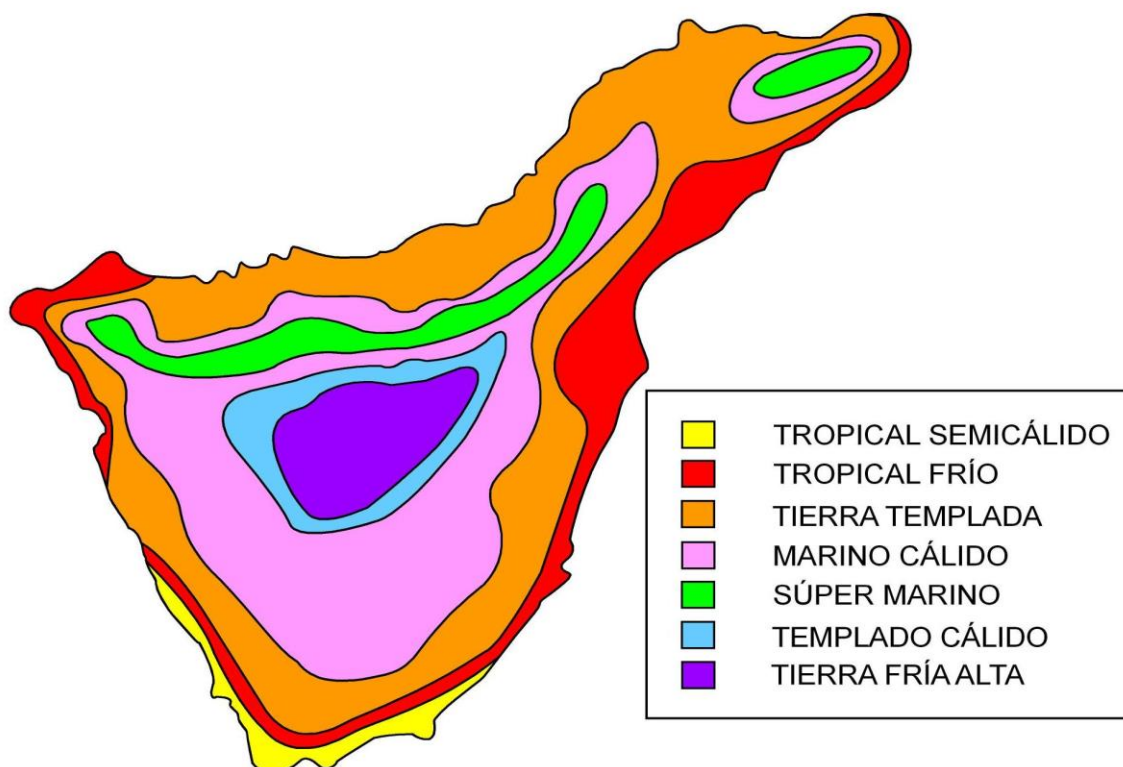 TROPICAL SEMICÁLIDO
TROPICAL FRÍO
TIERRA TEMPLADA
MARINO CÁLIDO
SÚPER MARINO
TEMPLADO CÁLIDO
TIERRA FRÍA ALTA